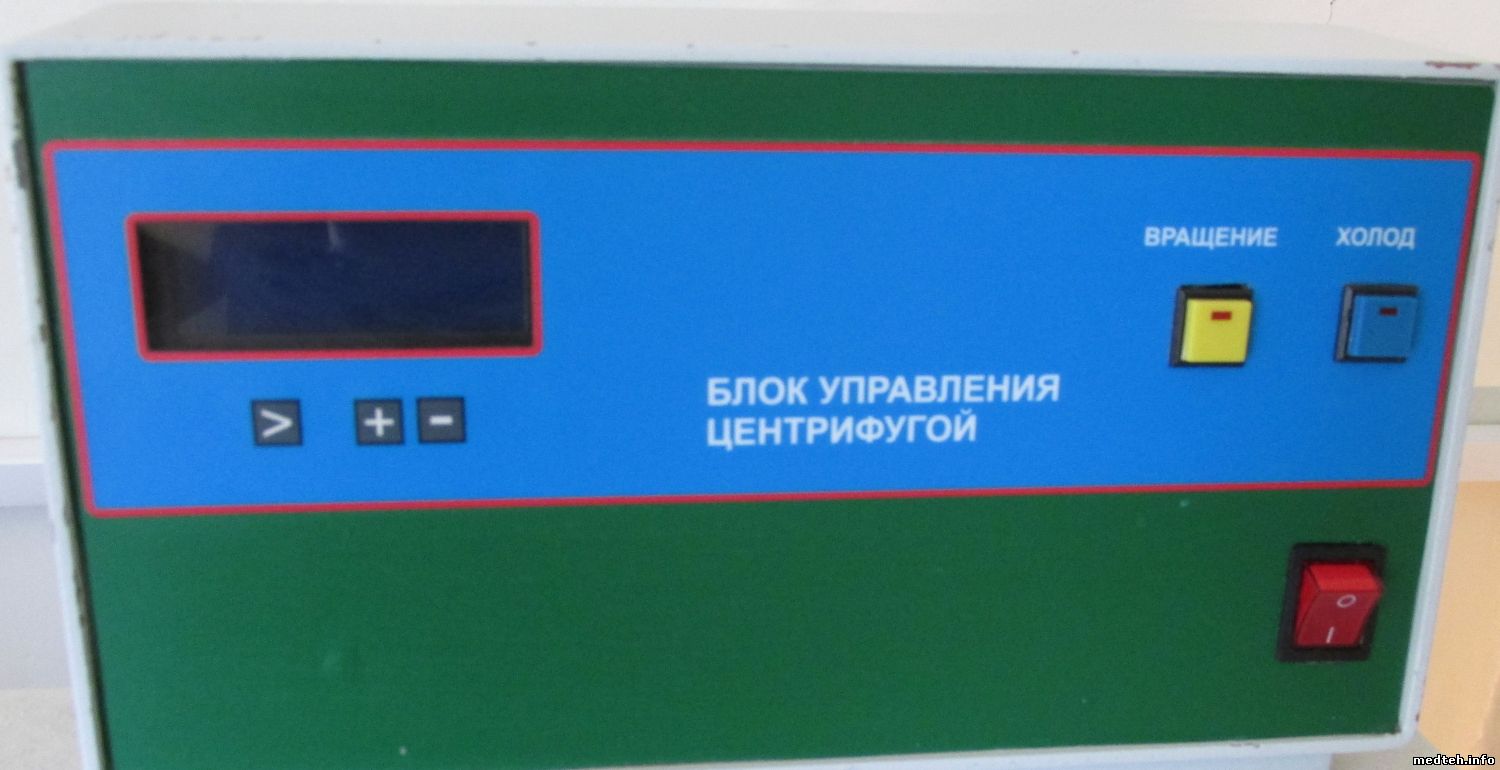 ВРАЩЕНИЕ
ХОЛОД
> + -
БЛОК УПРАВЛЕНИЯ
ЦЕНТРИФУГОЙ
O
I
medteh.info